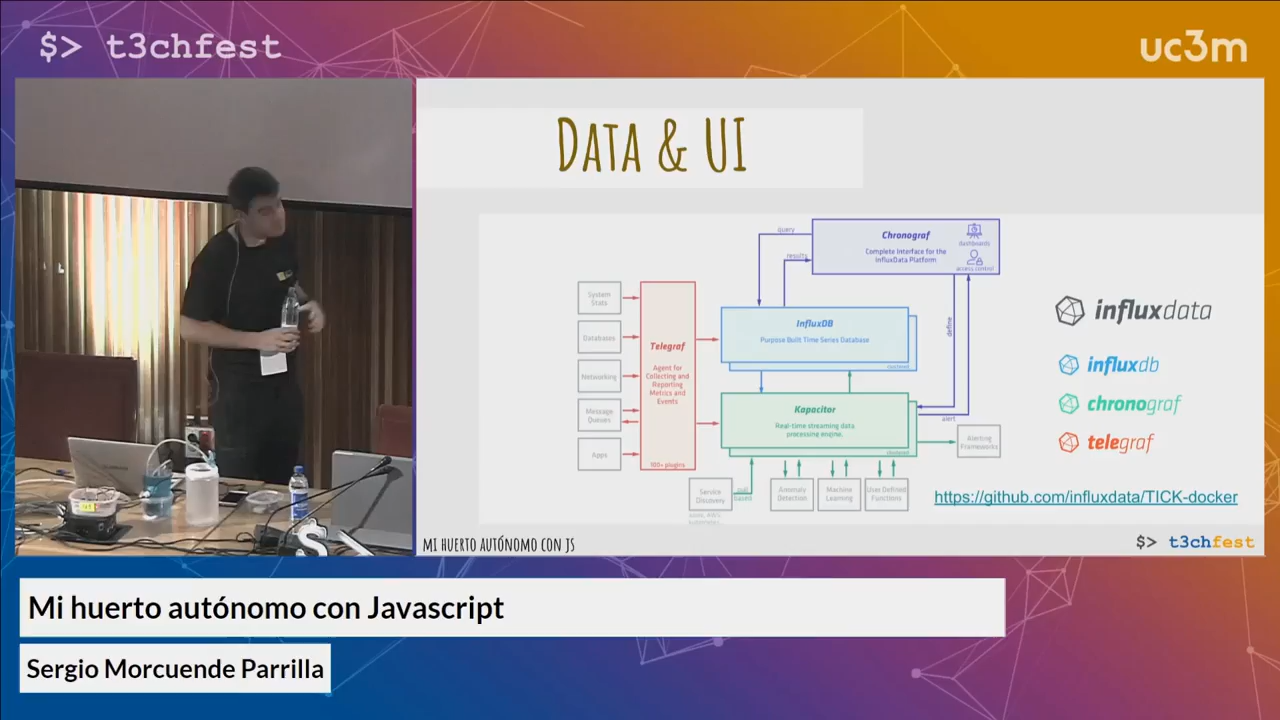 $> t3chfest
uc3m
DATA & UI
query
results
Chronograf
Complete Interface for the
InfluxData Platform
dashboards
access control
System
Stats
Databases
Networking
Message
Queues
Apps
Telegraf
Agent for
Collecting and
Reporting
Metrics and
Events
100+ plugins
InfluxDB
Purpose Built Time Series Database
clustered
define
alert
Kapacitor
Real-time streaming data
processing engine.
clustered
Alerting
Frameworks
Service
Discovery
pull
based
Anomaly
Detection
Machine
Learning
User Defined
Functions
influxdata
influxdb
chronograf
telegraf
https://github.com/influxdata/TICK-docker
MI HUERTO AUTÓNOMO CON JS
$> t3chfest
Mi huerto autónomo con Javascript
Sergio Morcuende Parrilla